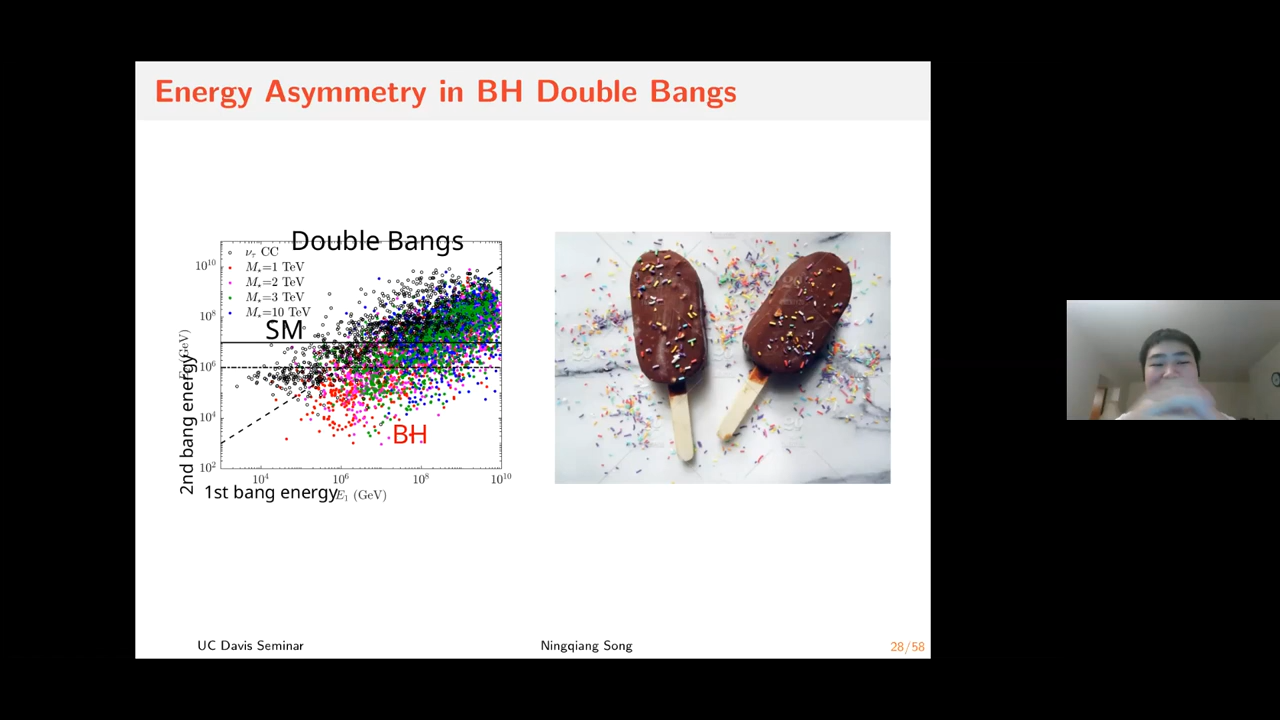 Energy Asymmetry in BH Double Bangs
Double Bangs
ν_τ CC
M⋆=1 TeV
M⋆=2 TeV
M⋆=3 TeV
M⋆=10 TeV
SM
BH
10^10
10^8
10^6
10^4
10^2
2nd bang energy
(GeV)
10^4 10^6 10^8 10^10
1st bang energy E₁ (GeV)
UC Davis Seminar Ningqiang Song 28/58